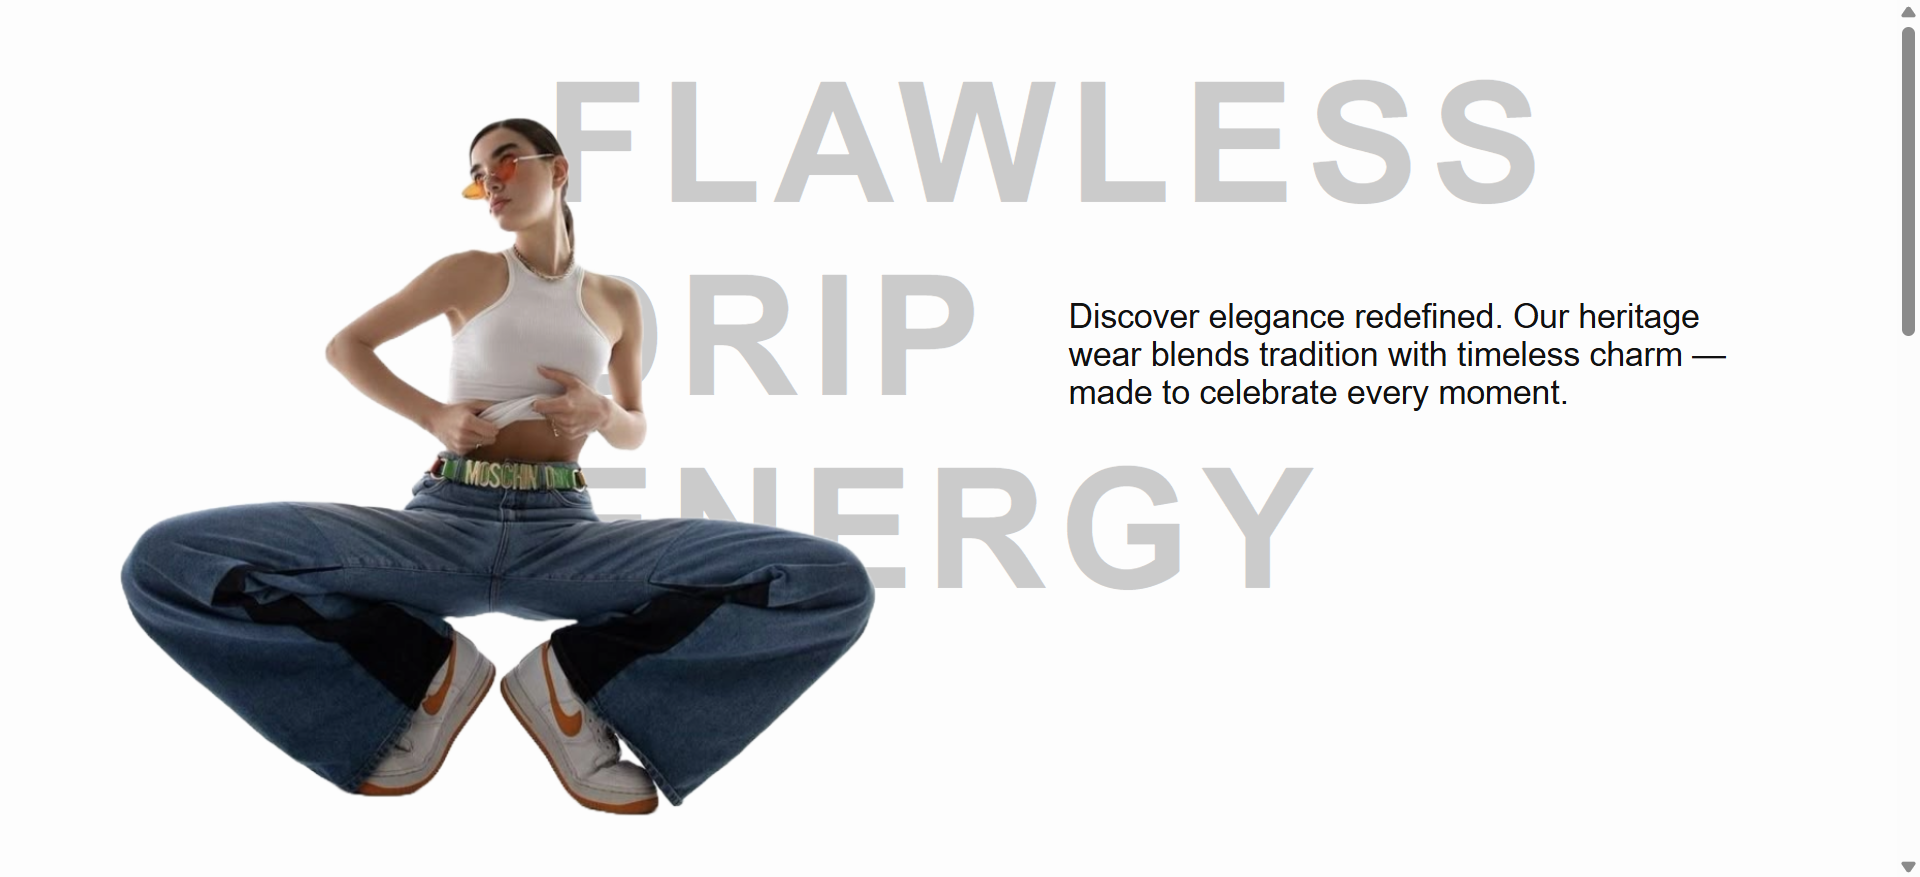 FLAWLESS
DRIP
Discover elegance redefined. Our heritage
wear blends tradition with timeless charm —
made to celebrate every moment.
ENERGY
MOSCHIN